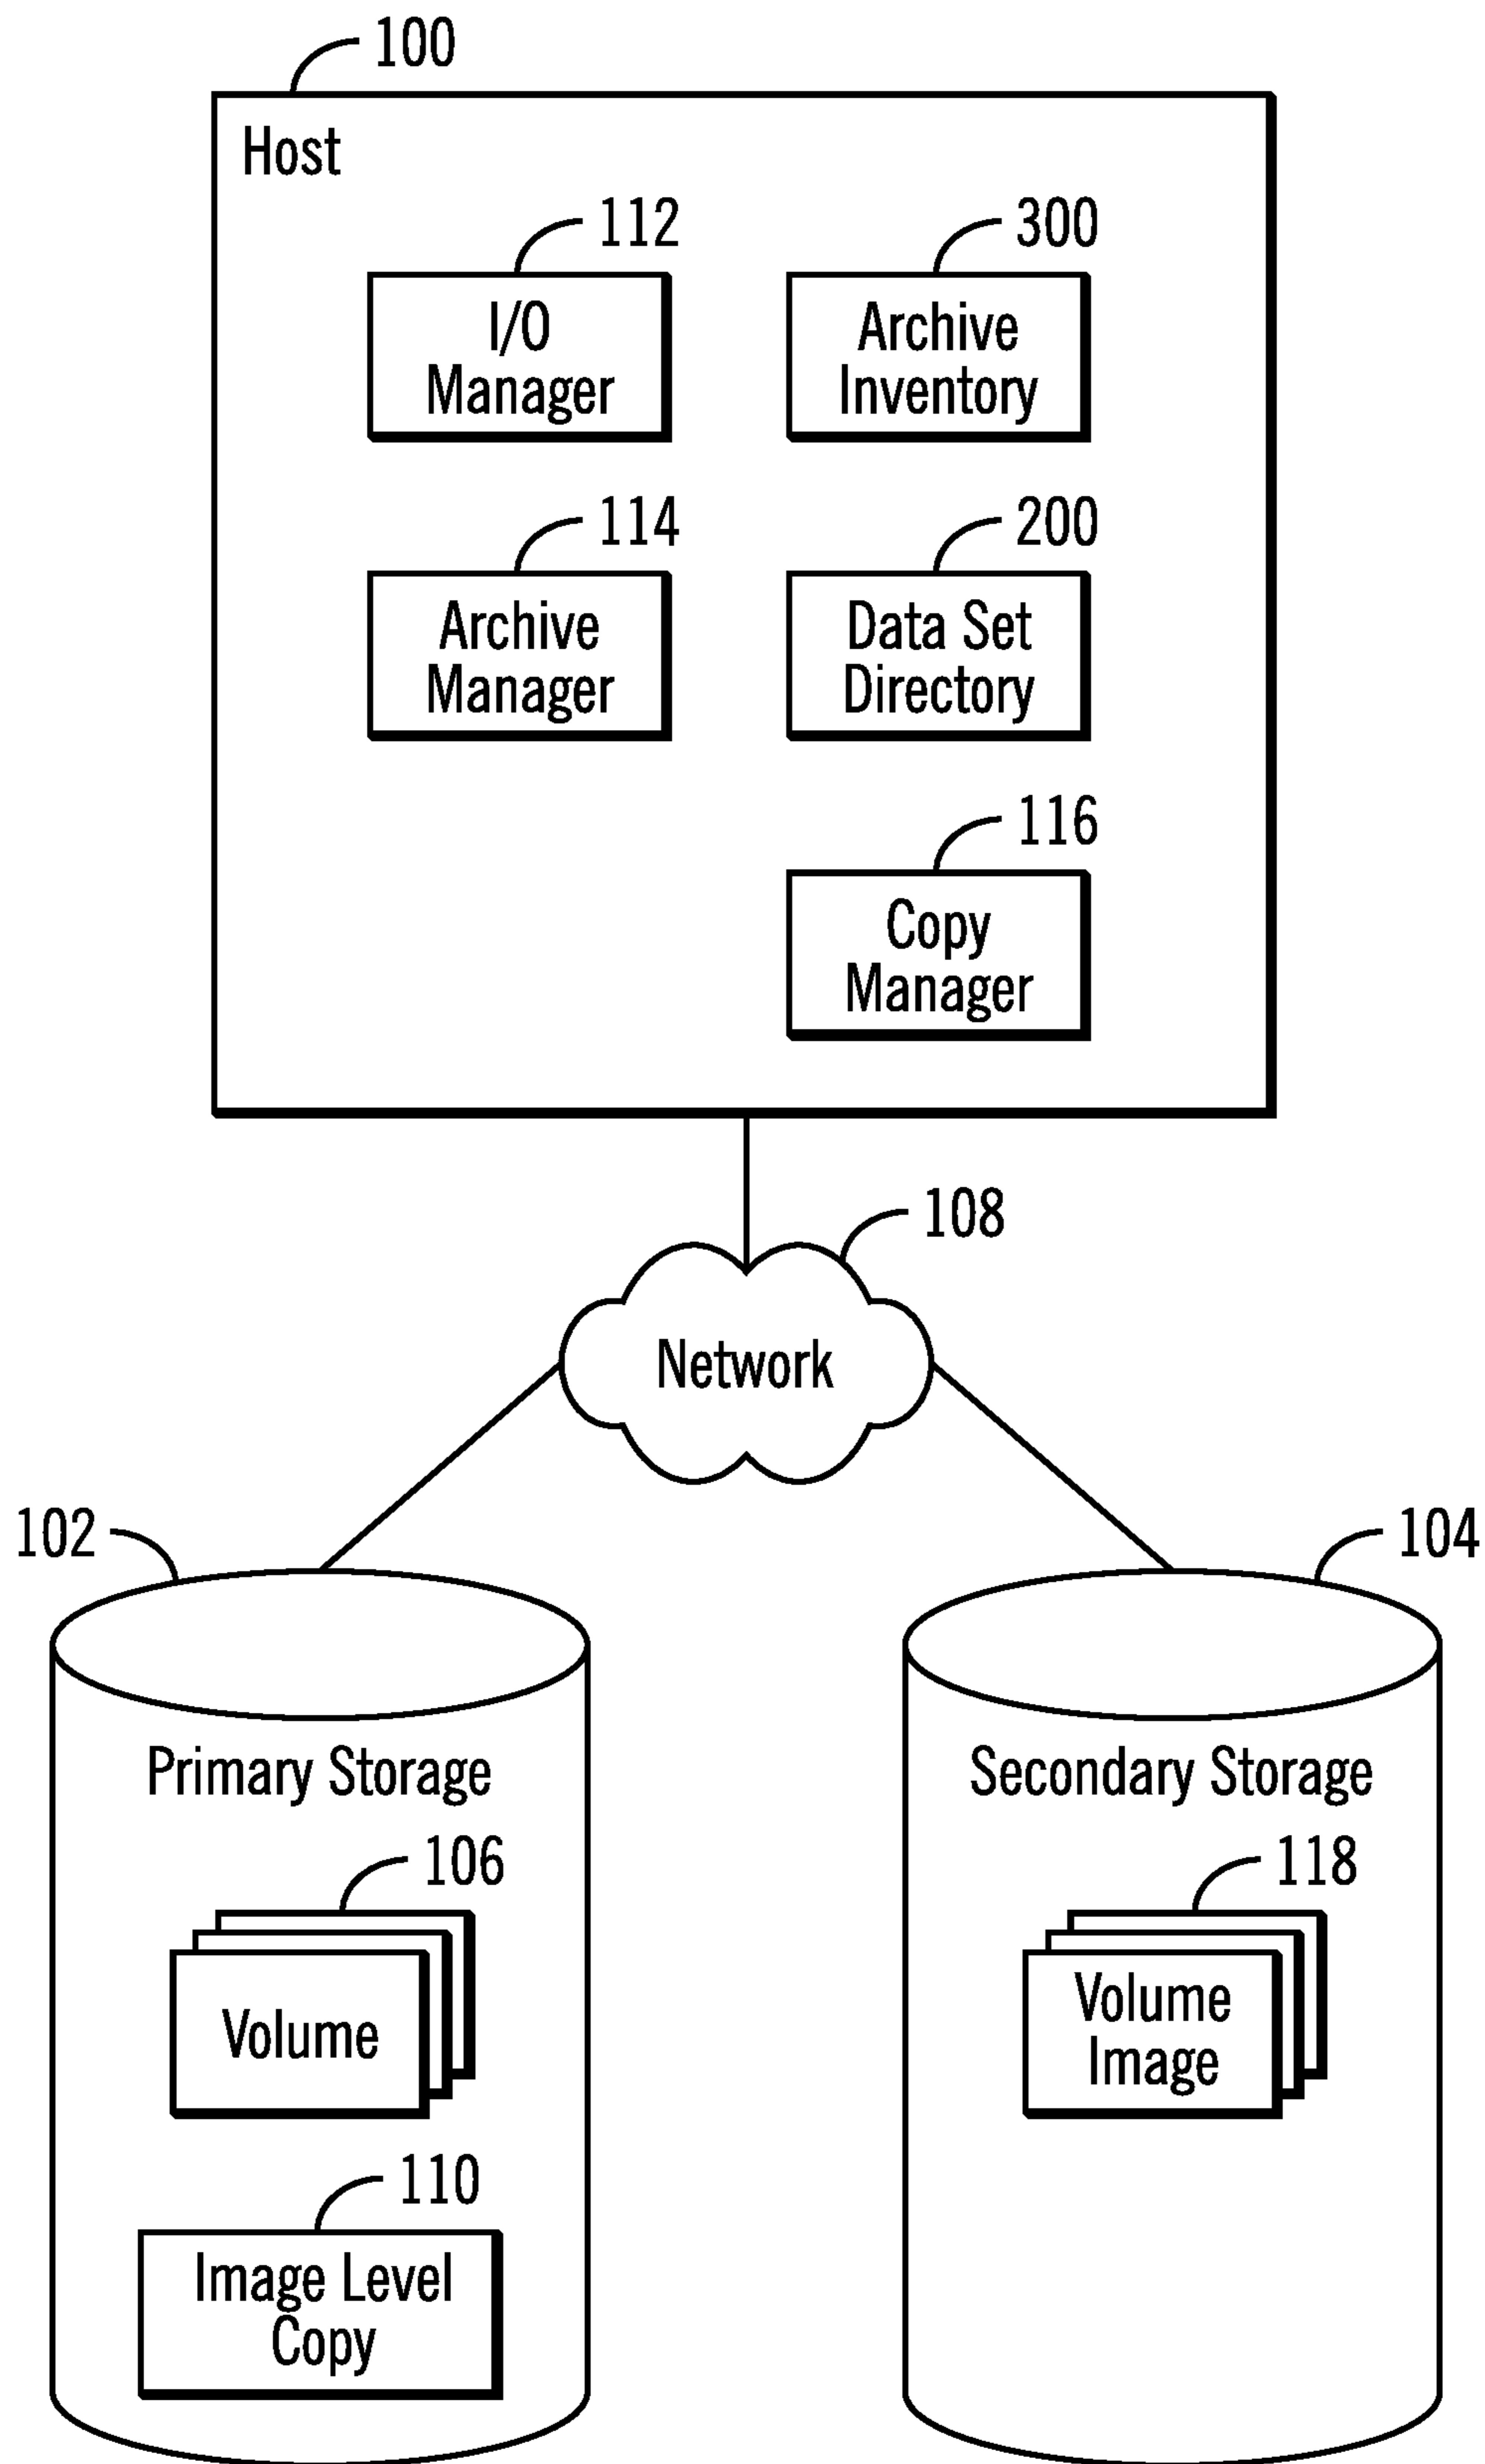 100
Host
112
300
I/O
Manager
Archive
Inventory
114
200
Archive
Manager
Data Set
Directory
116
Copy
Manager
108
Network
102
104
Primary Storage
Secondary Storage
106
118
Volume
Volume
Image
110
Image Level
Copy